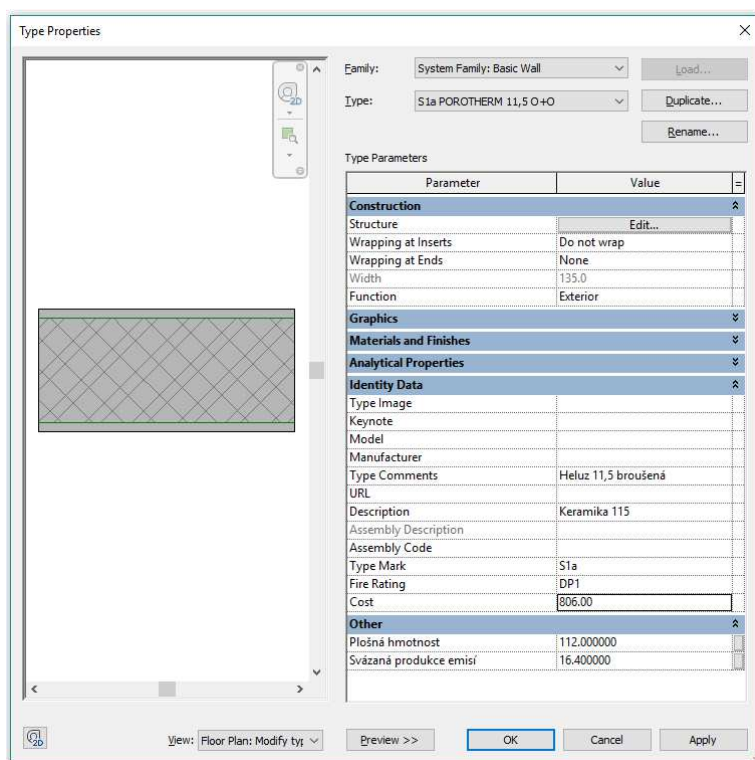 Type Properties
Family: System Family: Basic Wall Load...
Type: S1a POROTHERM 11,5 O+O Duplicate...
Rename...
Type Parameters
Parameter Value =
Construction
Structure Edit...
Wrapping at Inserts Do not wrap
Wrapping at Ends None
Width 135.0
Function Exterior
Graphics
Materials and Finishes
Analytical Properties
Identity Data
Type Image
Keynote
Model
Manufacturer
Type Comments Heluz 11,5 broušená
URL
Description Keramika 115
Assembly Description
Assembly Code
Type Mark S1a
Fire Rating DP1
Cost 806.00
Other
Plošná hmotnost 112.000000
Svázaná produkce emisí 16.400000
2D
2D View: Floor Plan: Modify typ Preview >> OK Cancel Apply